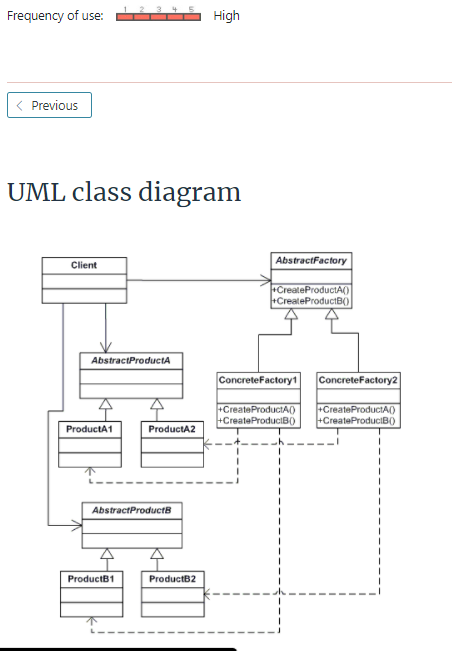 Frequency of use:
1 2 3 4 5
High
< Previous
UML class diagram
Client
AbstractFactory
+CreateProductA()
+CreateProductB()
AbstractProductA
ConcreteFactory1
+CreateProductA()
+CreateProductB()
ConcreteFactory2
+CreateProductA()
+CreateProductB()
ProductA1
ProductA2
AbstractProductB
ProductB1
ProductB2